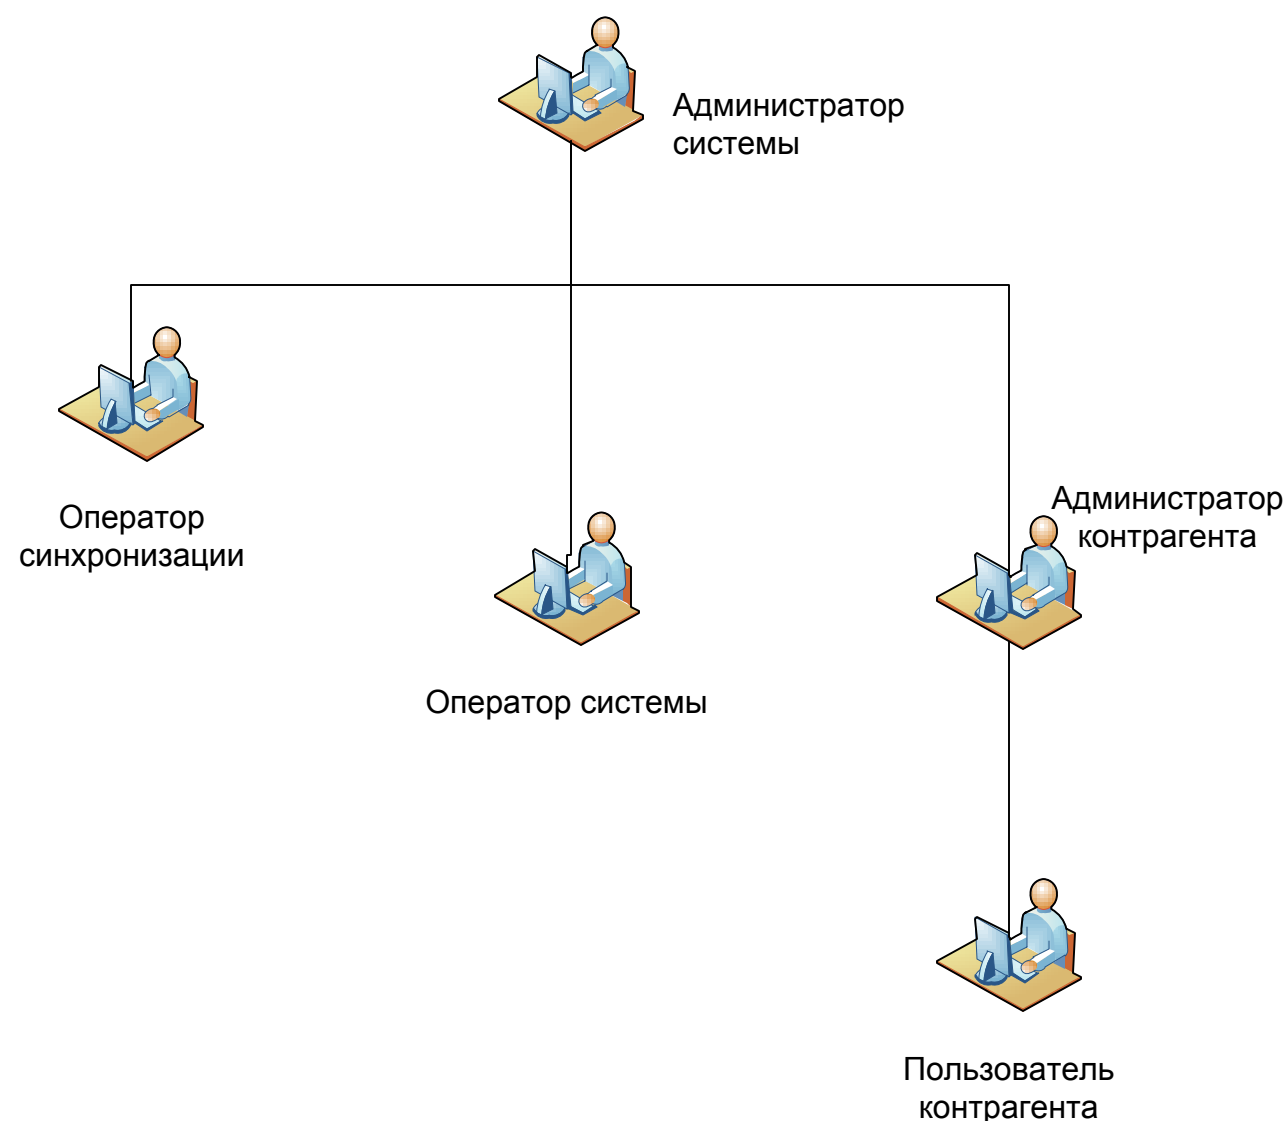 Администратор
системы
Оператор
синхронизации
Администратор
контрагента
Оператор системы
Пользователь
контрагента